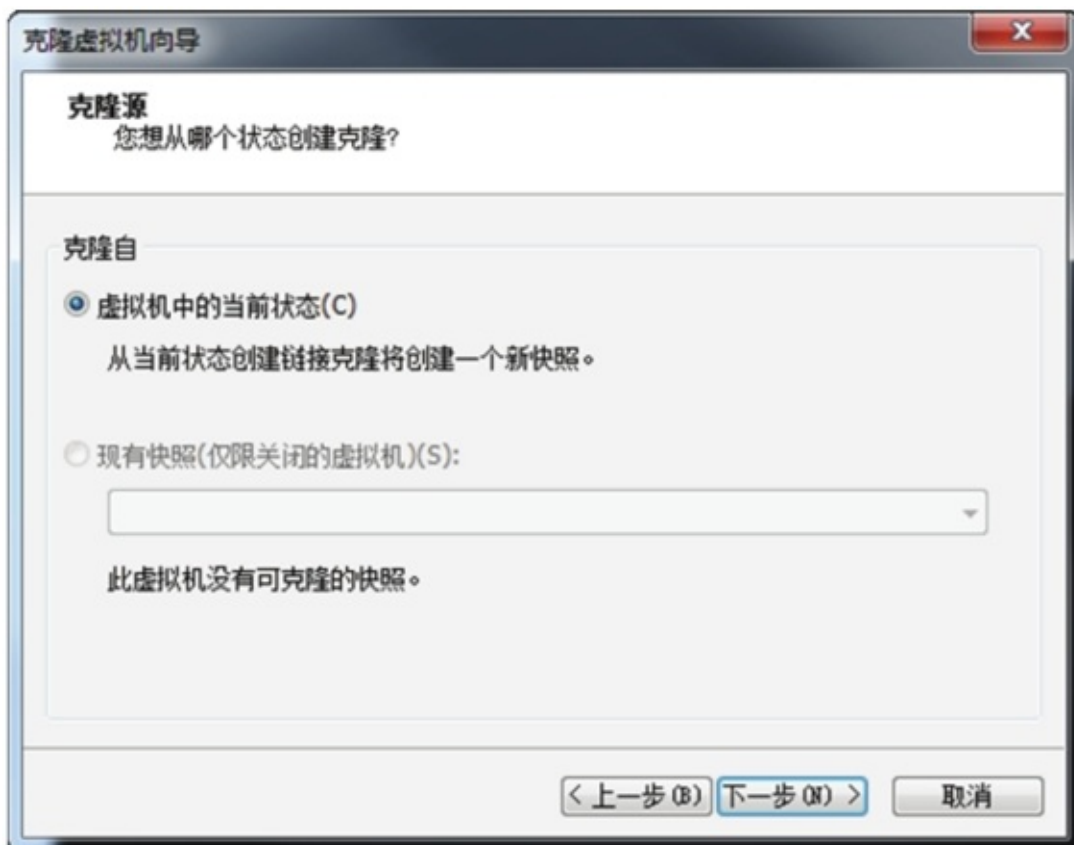 克隆虚拟机向导
克隆源
您想从哪个状态创建克隆?
克隆自
虚拟机中的当前状态(C)
从当前状态创建链接克隆将创建一个新快照。
现有快照(仅限关闭的虚拟机)(S):
此虚拟机没有可克隆的快照。
< 上一步(B) 下一步(N) > 取消